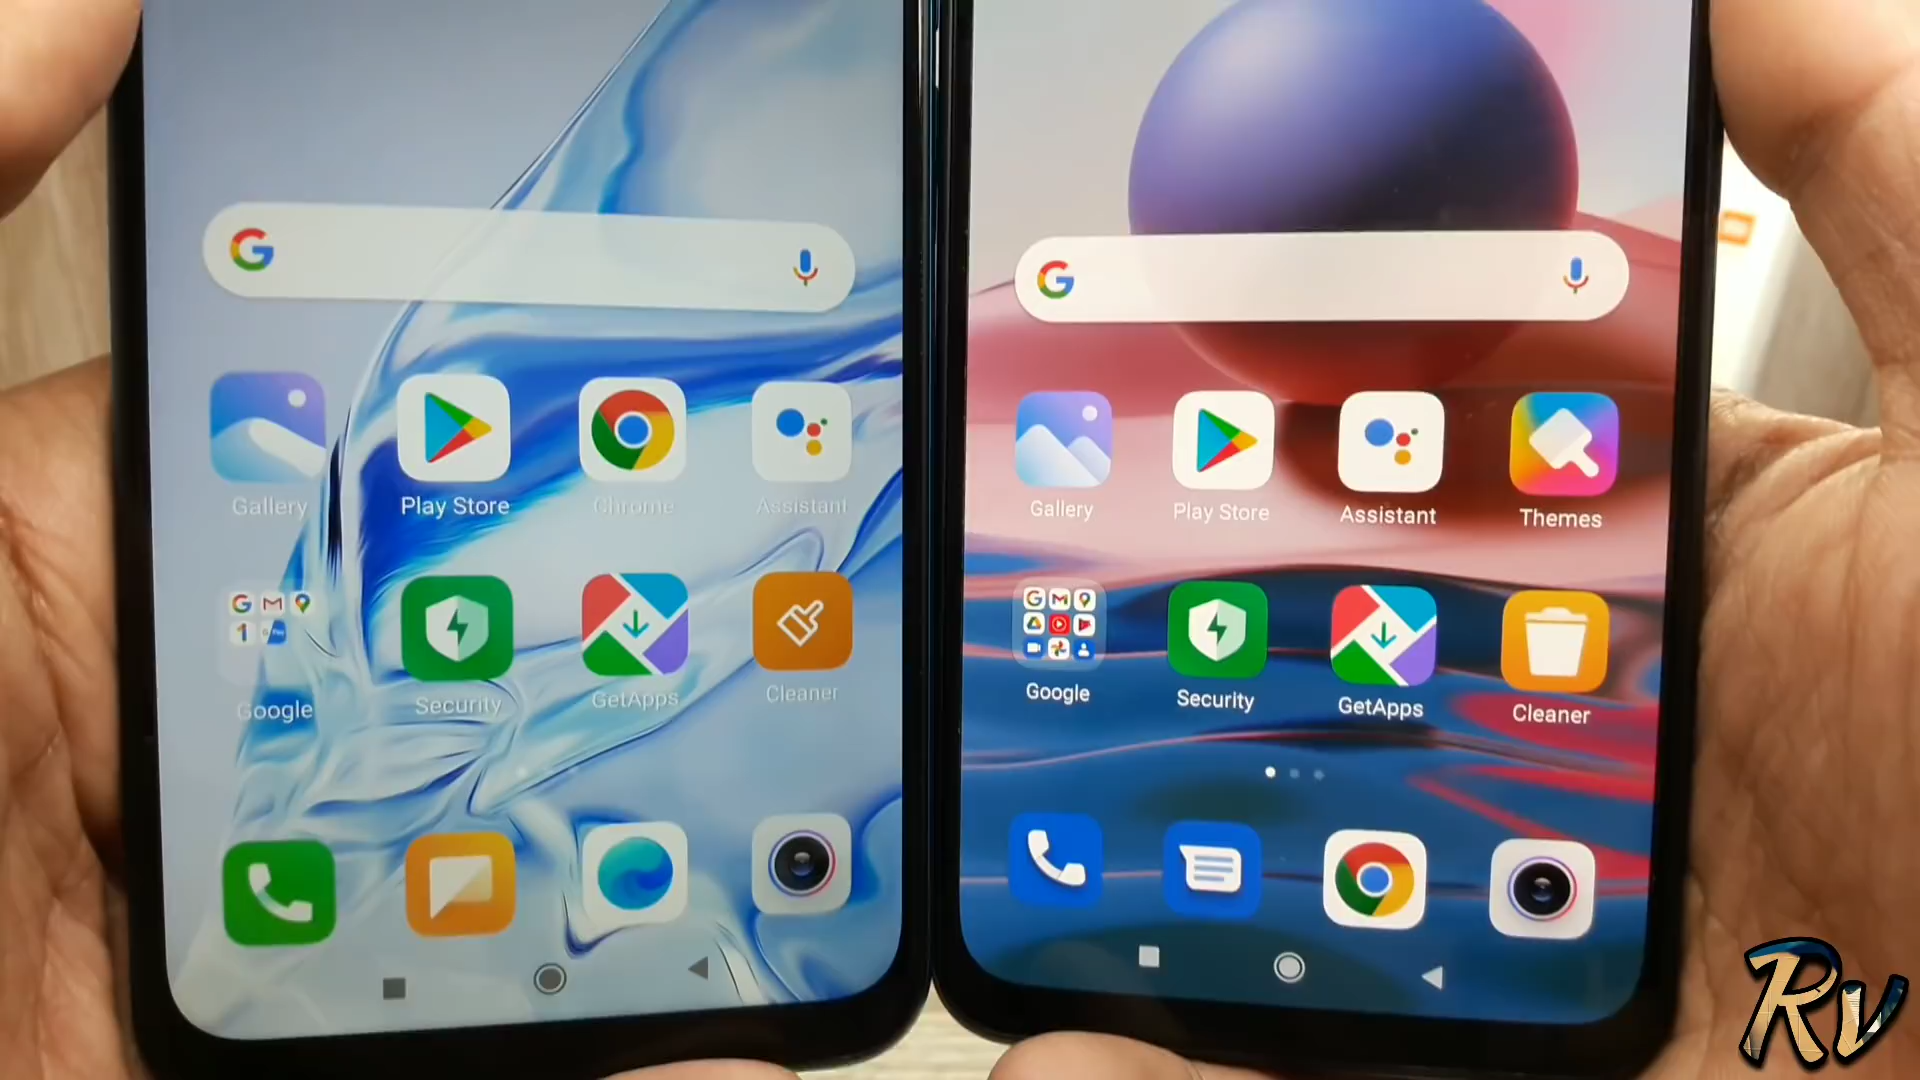 Gallery Play Store Chrome Assistant
Google Security GetApps Cleaner
Gallery Play Store Assistant Themes
Google Security GetApps Cleaner
Rv